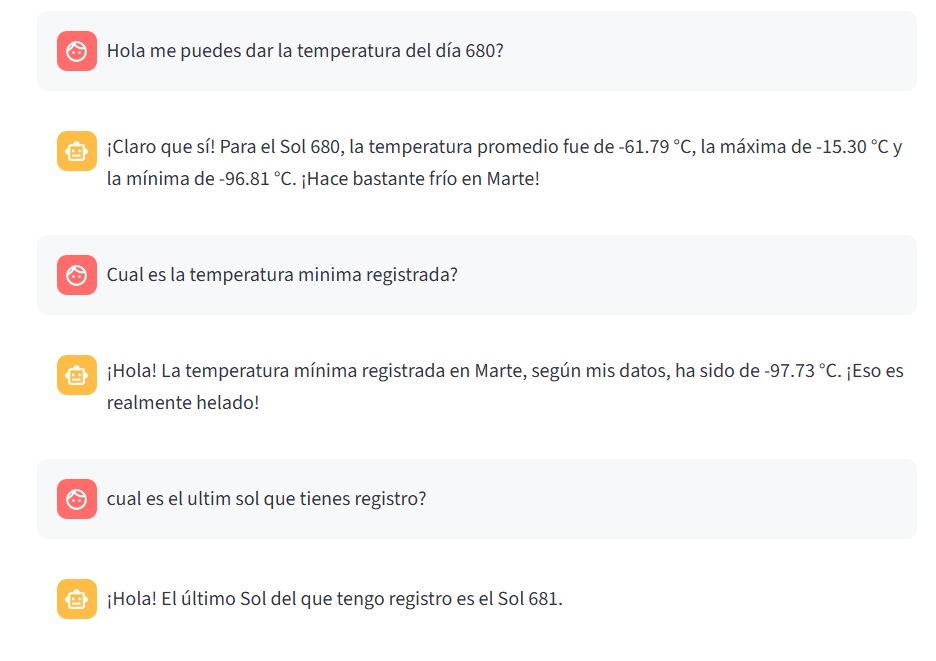 Hola me puedes dar la temperatura del día 680?
¡Claro que sí! Para el Sol 680, la temperatura promedio fue de -61.79 °C, la máxima de -15.30 °C y
la mínima de -96.81 °C. ¡Hace bastante frío en Marte!
Cual es la temperatura minima registrada?
¡Hola! La temperatura mínima registrada en Marte, según mis datos, ha sido de -97.73 °C. ¡Eso es
realmente helado!
cual es el ultim sol que tienes registro?
¡Hola! El último Sol del que tengo registro es el Sol 681.